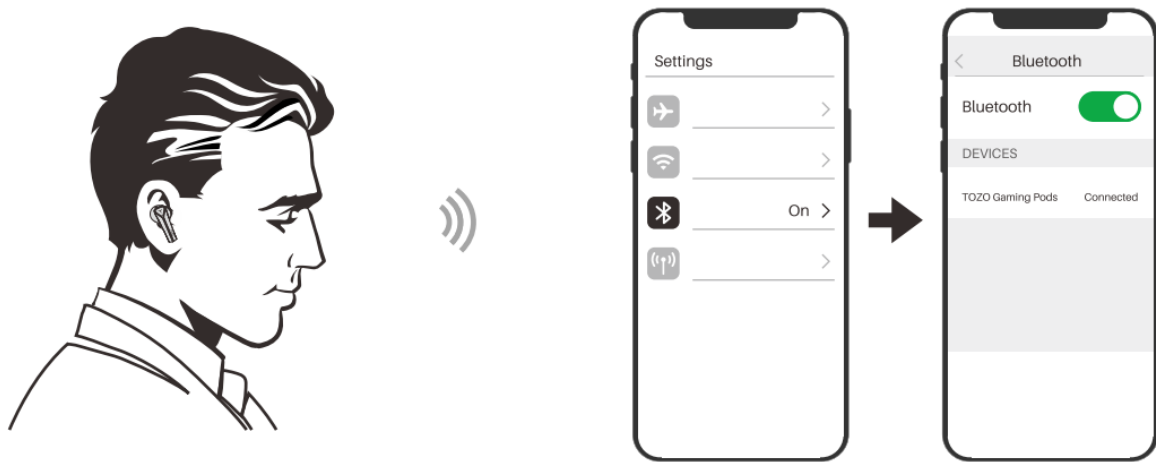 Settings
On
Bluetooth
Bluetooth
DEVICES
TOZO Gaming Pods Connected